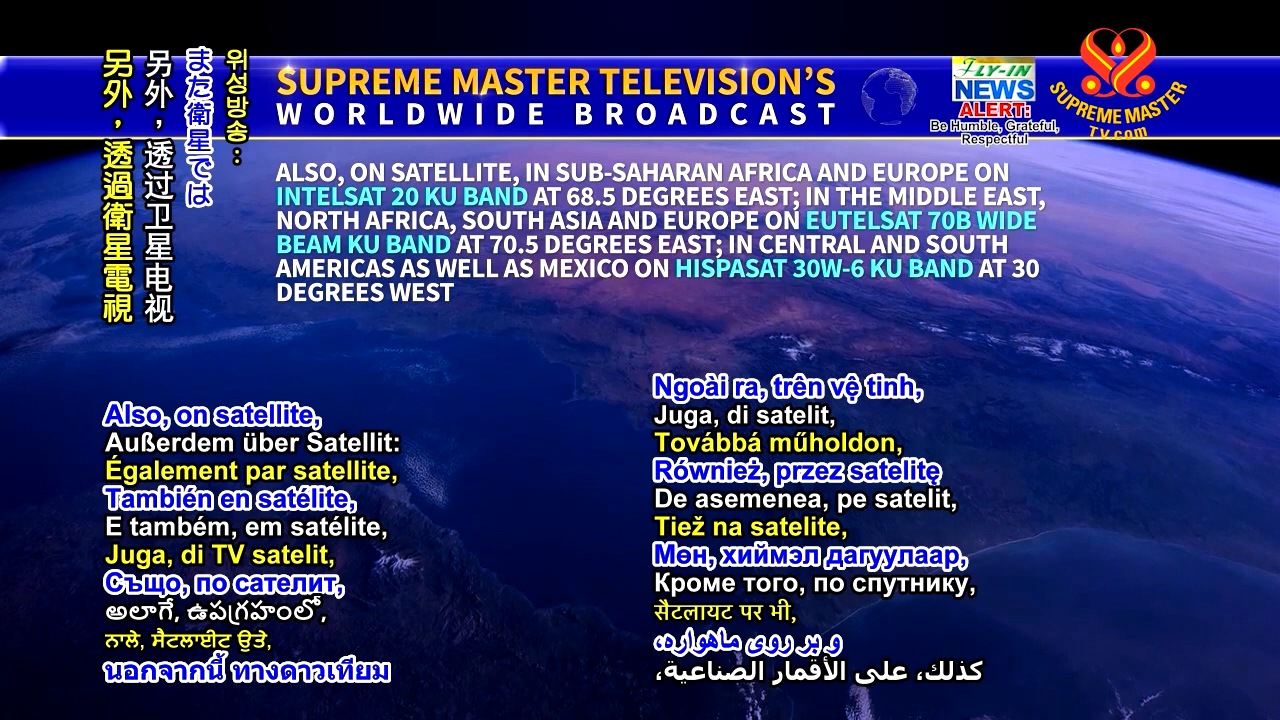 另外，透過衛星電視
另外，透过卫星电视
また衛星では
위성방송:
SUPREME MASTER TELEVISION'S
WORLDWIDE BROADCAST
FLY-IN
NEWS
ALERT:
Be Humble, Grateful,
Respectful
SUPREME MASTER
TV.com
ALSO, ON SATELLITE, IN SUB-SAHARAN AFRICA AND EUROPE ON
INTELSAT 20 KU BAND AT 68.5 DEGREES EAST; IN THE MIDDLE EAST,
NORTH AFRICA, SOUTH ASIA AND EUROPE ON EUTELSAT 70B WIDE
BEAM KU BAND AT 70.5 DEGREES EAST; IN CENTRAL AND SOUTH
AMERICAS AS WELL AS MEXICO ON HISPASAT 30W-6 KU BAND AT 30
DEGREES WEST
Also, on satellite,
Außerdem über Satellit:
Également par satellite,
También en satélite,
E também, em satélite,
Juga, di TV satelit,
Също, по сателит,
అలాగే, ఉపగ్రహంలో,
ਨਾਲੇ, ਸੈਟਲਾਈਟ ਉਤੇ,
นอกจากนี้ ทางดาวเทียม
Ngoài ra, trên vệ tinh,
Juga, di satelit,
Továbbá műholdon,
Również, przez satelitę
De asemenea, pe satelit,
Tiež na satelite,
Мөн, хиймэл дагуулаар,
Кроме того, по спутнику,
सैटलायट पर भी,
و بر روی ماهواره،
كذلك، على الأقمار الصناعية،